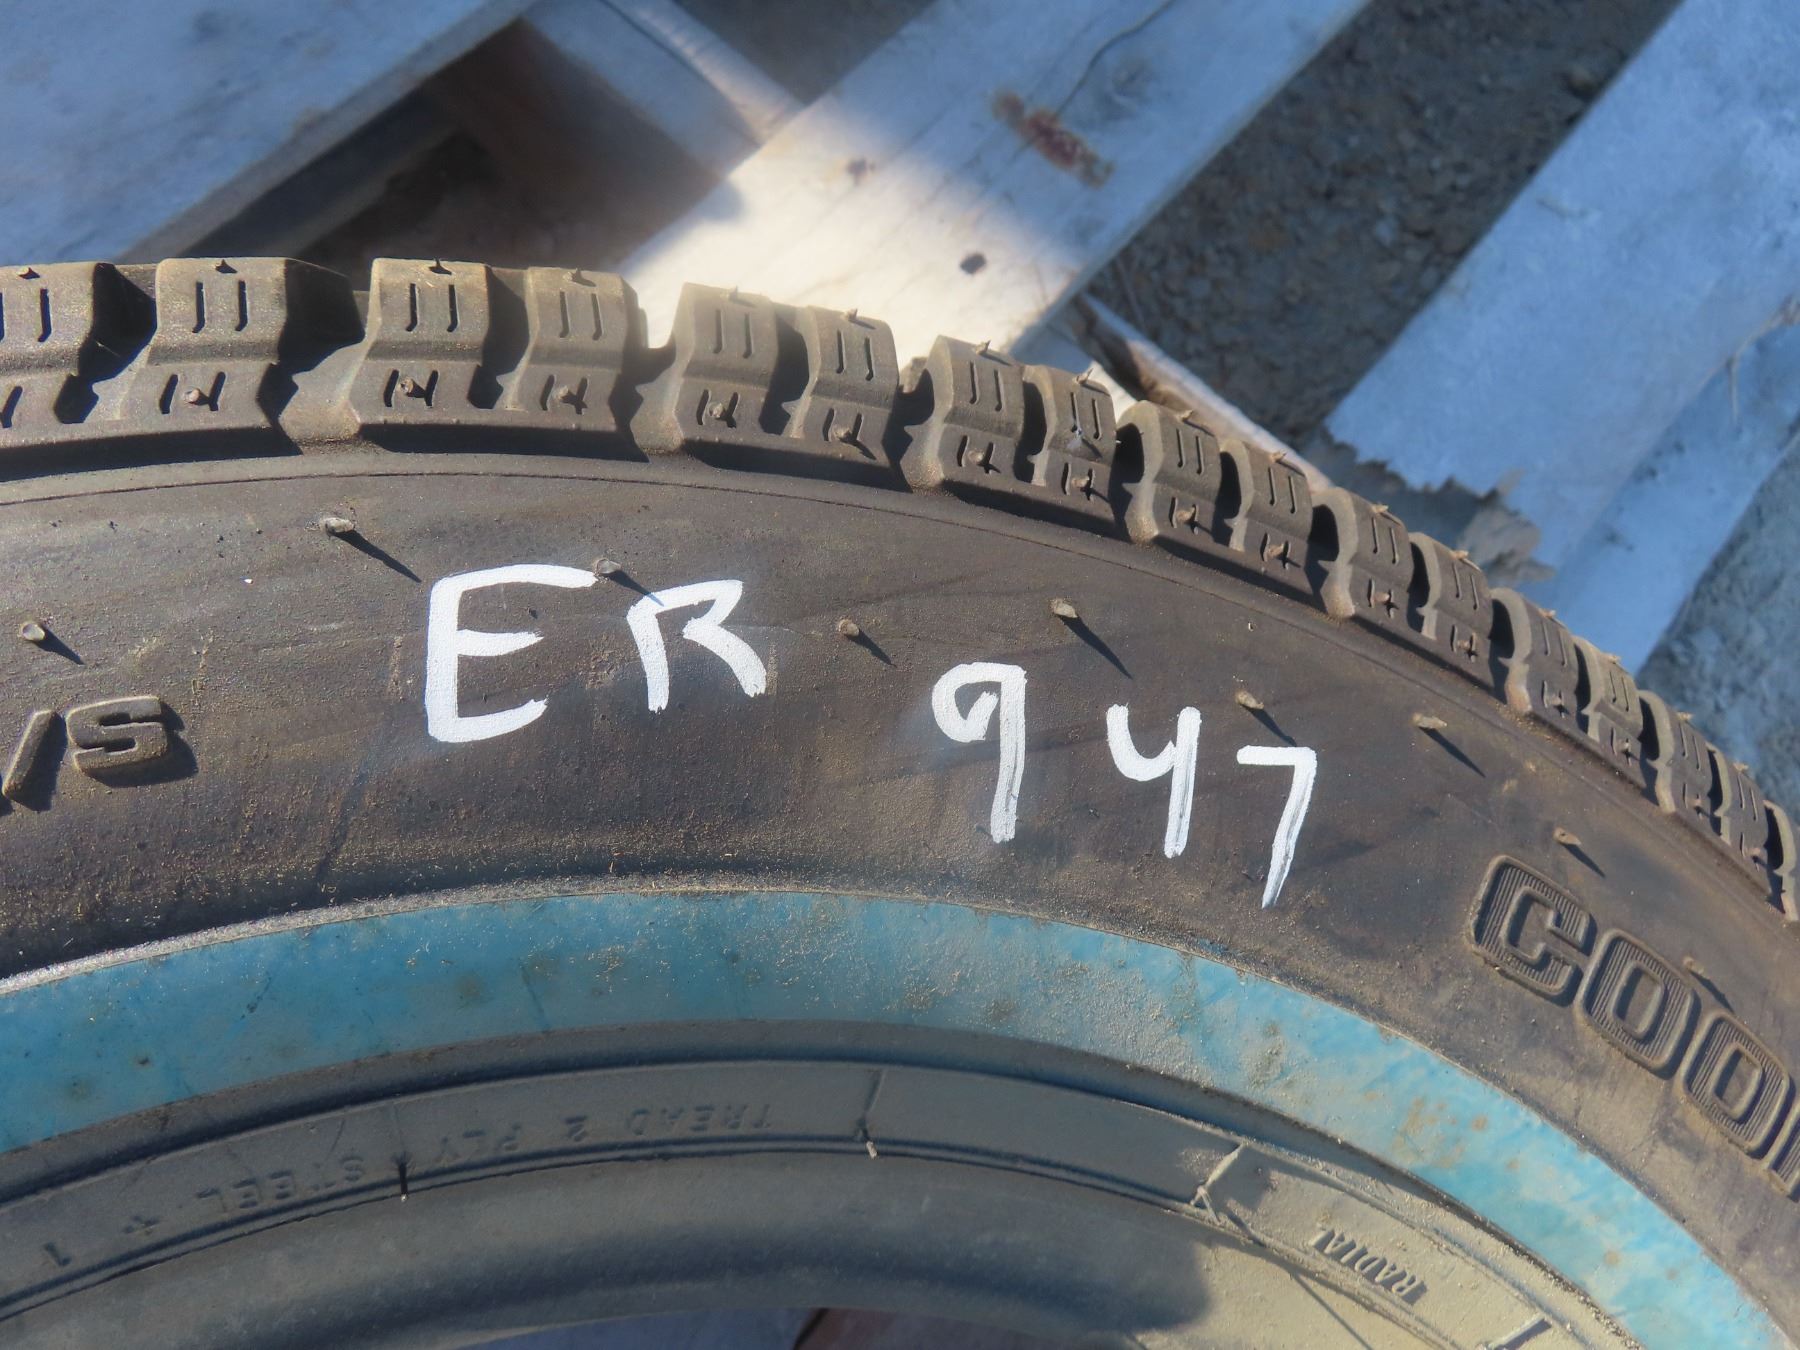 ER 947
/S
COO
TREAD 2 PLY STEEL + 1
RADIAL